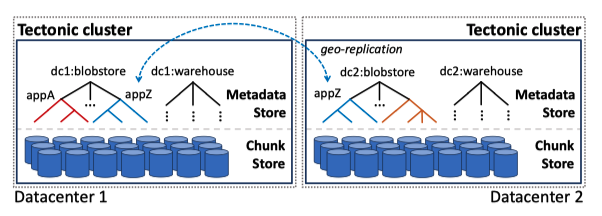 Tectonic cluster
Tectonic cluster
geo-replication
dc1:blobstore
dc1:warehouse
dc2:blobstore
dc2:warehouse
appA
...
appZ
Metadata
Store
appZ
...
Metadata
Store
Chunk
Store
Chunk
Store
Datacenter 1
Datacenter 2